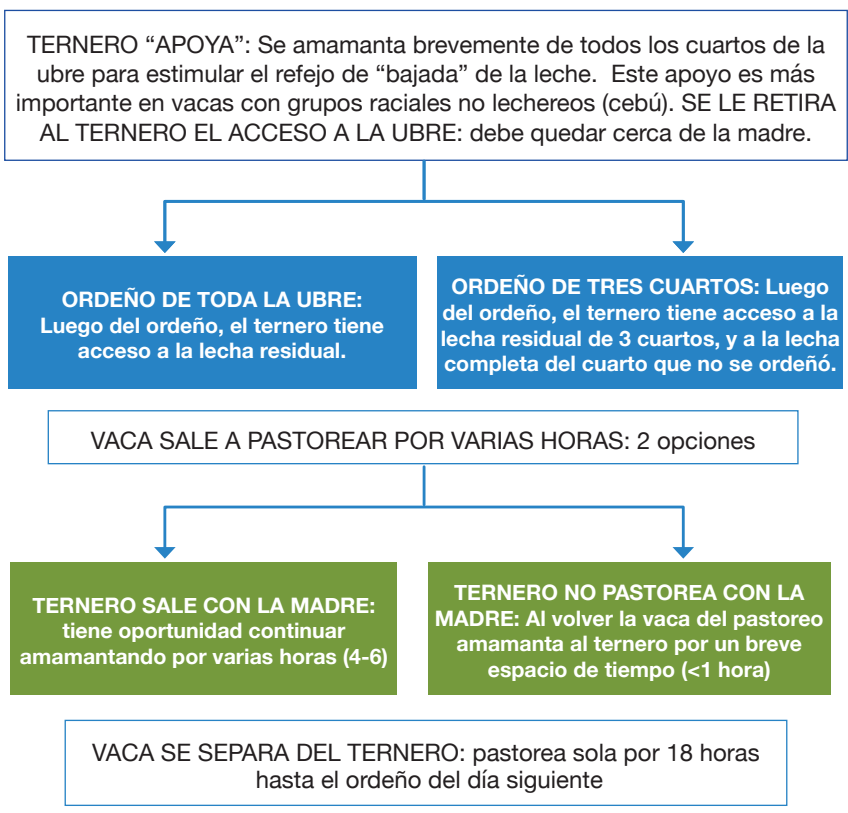 TERNERO “APOYA”: Se amamanta brevemente de todos los cuartos de la
ubre para estimular el refejo de “bajada” de la leche.  Este apoyo es más
importante en vacas con grupos raciales no lechereos (cebú). SE LE RETIRA
AL TERNERO EL ACCESO A LA UBRE: debe quedar cerca de la madre.
ORDEÑO DE TODA LA UBRE:
Luego del ordeño, el ternero tiene
acceso a la lecha residual.
ORDEÑO DE TRES CUARTOS: Luego
del ordeño, el ternero tiene acceso a la
lecha residual de 3 cuartos, y a la lecha
completa del cuarto que no se ordeñó.
VACA SALE A PASTOREAR POR VARIAS HORAS: 2 opciones
TERNERO SALE CON LA MADRE:
tiene oportunidad continuar
amamantando por varias horas (4-6)
TERNERO NO PASTOREA CON LA
MADRE: Al volver la vaca del pastoreo
amamanta al ternero por un breve
espacio de tiempo (<1 hora)
VACA SE SEPARA DEL TERNERO: pastorea sola por 18 horas
hasta el ordeño del día siguiente